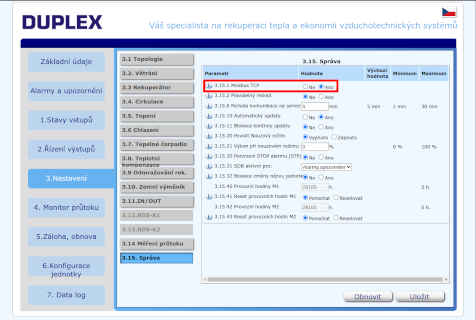 DUPLEX
Váš specialista na rekuperaci tepla a ekonomii vzduchotechnických systémů
Základní údaje
Alarmy a upozornění
1.Stavy vstupů
2.Řízení výstupů
3.Nastavení
4. Monitor průtoku
5.Záloha, obnova
6.Konfigurace
jednotky
7. Data log
3.1 Topologie
3.2. Větrání
3.3 Rekuperátor
3.4. Cirkulace
3.5. Topení
3.6 Chlazení
3.7. Tepelné čerpadlo
3.8. Teplotní
kompenzace
3.9 Odmražování rek.
3.10. Zemní výměník
3.11.IN/OUT
3.12.RDS-K1
3.13.RDS-K2
3.14 Měření průtoku
3.15. Správa
3.15. Správa
Parametr Hodnota Výchozí hodnota Minimum Maximum
3.15.1 Modbus TCP Ne Ano
3.15.2 Pravidelný reboot Ne Ano
3.15.8 Perioda komunikace ne server 5 min 5 min 1 min 30 min
3.15.10 Automatický update Ne Ano
3.15.11 Blokace kontroly updatu Ne Ano
3.15.20 Povolit Nouzový režim Vypnuto Zapnuto
3.15.21 Výkon při nouzovém režimu 0 % 0 % 100 %
3.15.30 Potvrzení STOP alarmu (STP) Ne Ano
3.15.31 SDB aktivní pro: Alarmy,upozornění
3.15.32 Blokace změny názvu jednotky Ne Ano
3.15.40 Provozní hodiny M1 28165 h. 0 h.
3.15.41 Reset provozních hodin M1 Ponechat Resetovat
3.15.42 Provozní hodiny M2 28165 h. 0 h.
3.15.43 Reset provozních hodin M2 Ponechat Resetovat
Obnovit Uložit